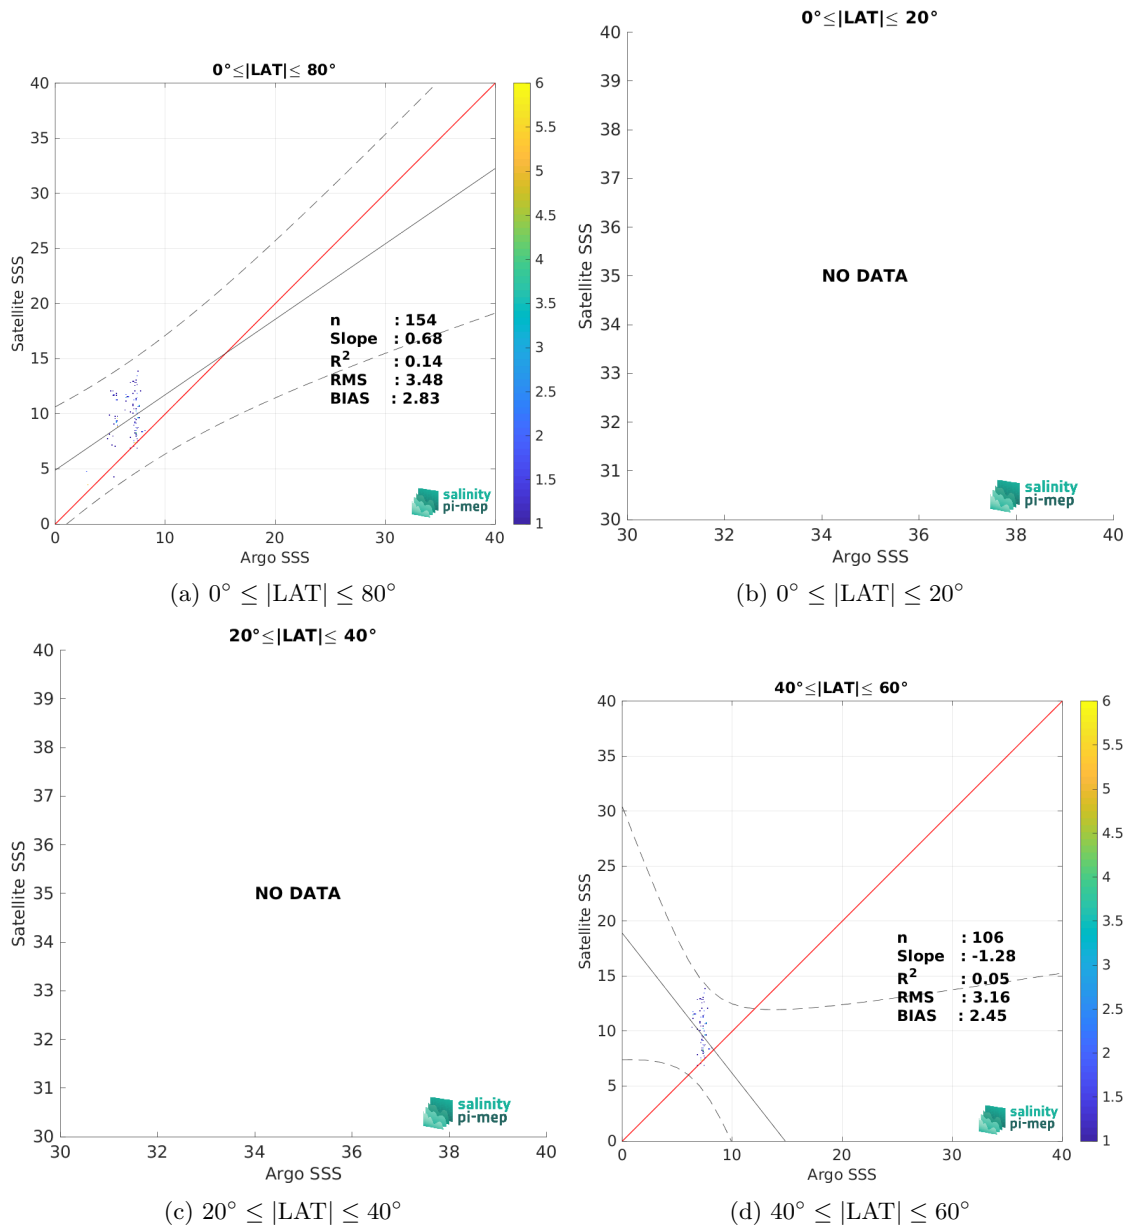 0°≤|LAT|≤ 80°
40
35
30
25
20
15
10
5
0
0
10
20
30
40
Satellite SSS
Argo SSS
n : 154
Slope : 0.68
R² : 0.14
RMS : 3.48
BIAS : 2.83
salinity
pi-mep
6
5.5
5
4.5
4
3.5
3
2.5
2
1.5
1
(a) 0° ≤ |LAT| ≤ 80°
0°≤|LAT|≤ 20°
40
39
38
37
36
35
34
33
32
31
30
30
32
34
36
38
40
Satellite SSS
Argo SSS
NO DATA
salinity
pi-mep
(b) 0° ≤ |LAT| ≤ 20°
20°≤|LAT|≤ 40°
40
39
38
37
36
35
34
33
32
31
30
30
32
34
36
38
40
Satellite SSS
Argo SSS
NO DATA
salinity
pi-mep
(c) 20° ≤ |LAT| ≤ 40°
40°≤|LAT|≤ 60°
40
35
30
25
20
15
10
5
0
0
10
20
30
40
Satellite SSS
Argo SSS
n : 106
Slope : -1.28
R² : 0.05
RMS : 3.16
BIAS : 2.45
salinity
pi-mep
6
5.5
5
4.5
4
3.5
3
2.5
2
1.5
1
(d) 40° ≤ |LAT| ≤ 60°